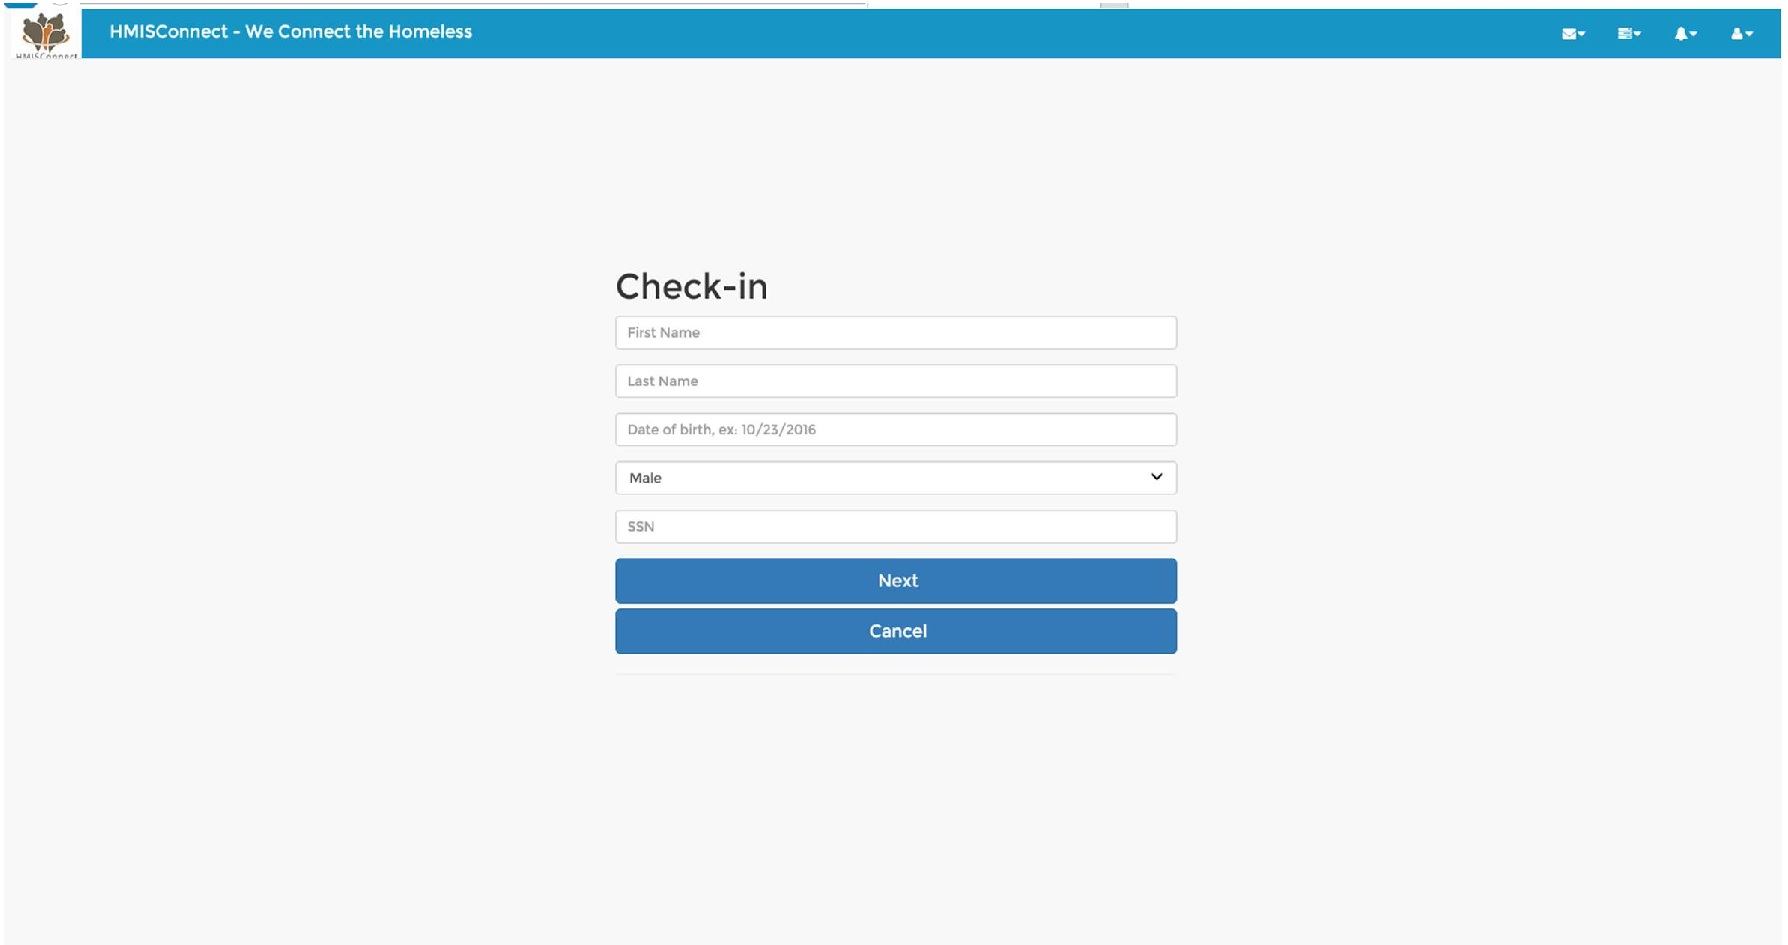 HMISConnect - We Connect the Homeless
HMISConnect
Check-in
First Name
Last Name
Date of birth, ex: 10/23/2016
Male
SSN
Next
Cancel